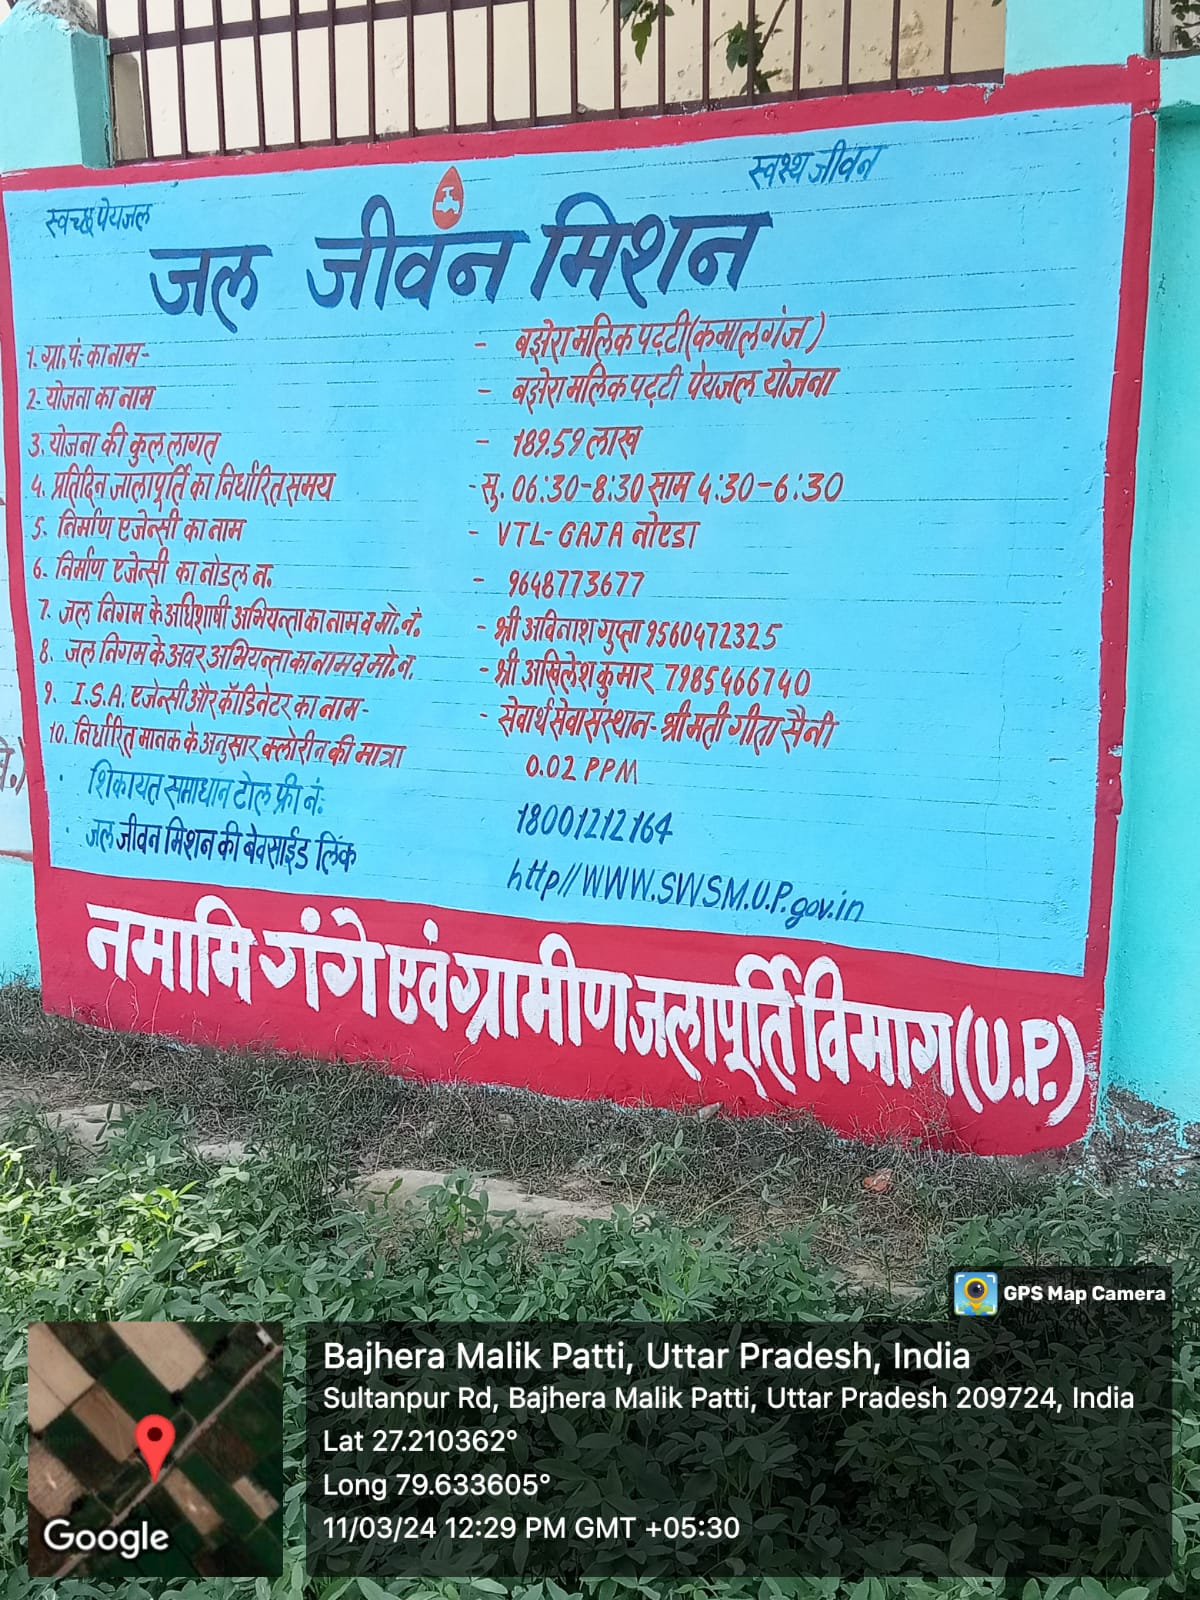 स्वच्छ पेयजल
स्वश्थ जीवन
जल जीवन मिशन
1. ग्रा. पं. का नाम- - बझेरा मलिक पट्टी (कमालगंज)
2- योजना का नाम - बझेरा मलिक पट्टी पेयजल योजना
3. योजना की कुल लागत - 189.59 लाख
4. प्रतिदिन जालापूर्ति का निर्धारित समय - सु. 06:30-8:30 साम 4:30-6:30
5. निर्माण एजेन्सी का नाम - VTL-GAJA नोएडा
6. निर्माण एजेन्सी का नोडल न. - 9648773677
7. जल निगम के अधिशाषी अभियन्ता का नाम व मो. नं. - श्री अविनाश गुप्ता 9560472325
8. जल निगम के अवर अभियन्ता का नाम व मो. न. - श्री अखिलेश कुमार 7985466740
9. I.S.A. एजेन्सी और कॅाडिनेटर का नाम- - सेवार्थ सेवा संस्थान- श्रीमती गीता सैनी
10. निर्धारित मानक के अनुसार क्लोरीन की मात्रा 0.02 PPM
· शिकायत समाधान टोल फ्री नं. 18001212164
· जल जीवन मिशन की बेवसाईड लिंक http//WWW.SWSM.U.P.gov.in
नमामि गंगे एवं ग्रामीण जलापूर्ति विभाग (U.P.)
वि.)
GPS Map Camera
Bajhera Malik Patti, Uttar Pradesh, India
Sultanpur Rd, Bajhera Malik Patti, Uttar Pradesh 209724, India
Lat 27.210362°
Long 79.633605°
11/03/24 12:29 PM GMT +05:30
Google